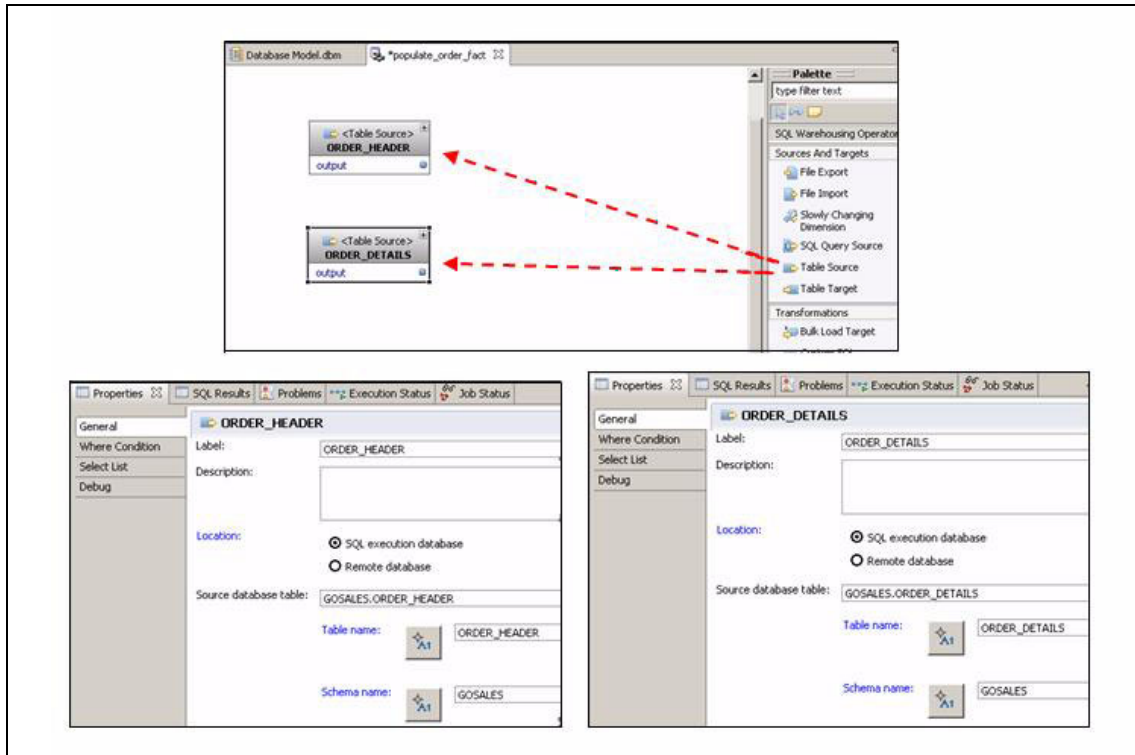 Database Model.dbm
*populate_order_fact
Palette
type filter text
SQL Warehousing Operator
Sources And Targets
File Export
File Import
Slowly Changing
Dimension
SQL Query Source
Table Source
Table Target
Transformations
Bulk Load Target
<Table Source>
ORDER_HEADER
output
<Table Source>
ORDER_DETAILS
output
Properties
SQL Results
Problems
Execution Status
Job Status
General
Where Condition
Select List
Debug
ORDER_HEADER
Label:
ORDER_HEADER
Description:
Location:
SQL execution database
Remote database
Source database table:
GOSALES.ORDER_HEADER
Table name:
ORDER_HEADER
Schema name:
GOSALES
Properties
SQL Results
Problems
Execution Status
Job Status
General
Where Condition
Select List
Debug
ORDER_DETAILS
Label:
ORDER_DETAILS
Description:
Location:
SQL execution database
Remote database
Source database table:
GOSALES.ORDER_DETAILS
Table name:
ORDER_DETAILS
Schema name:
GOSALES